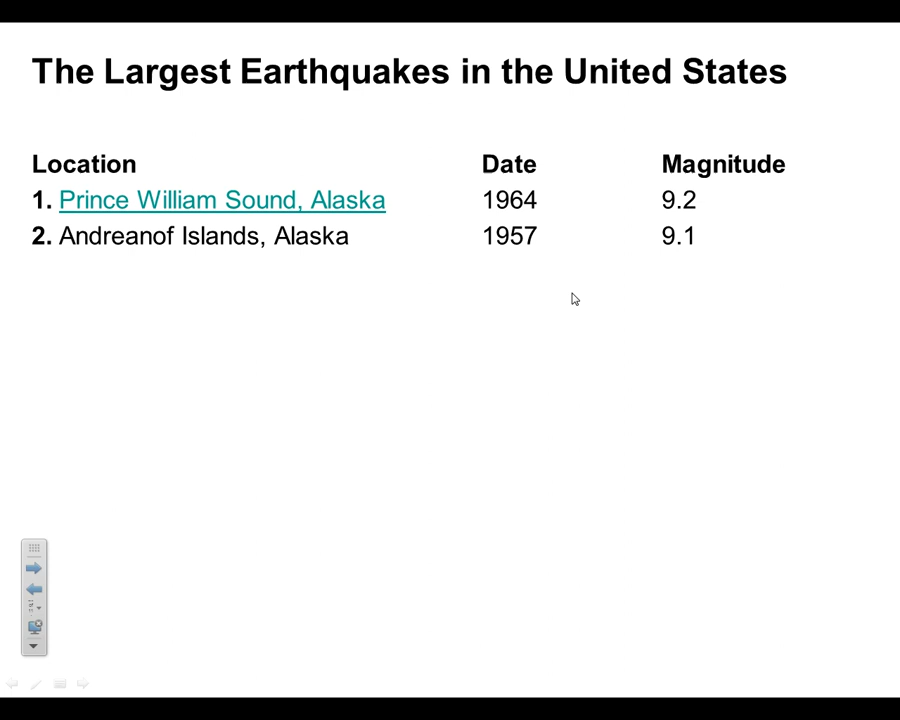 The Largest Earthquakes in the United States
Location Date Magnitude
1. Prince William Sound, Alaska 1964 9.2
2. Andreanof Islands, Alaska 1957 9.1